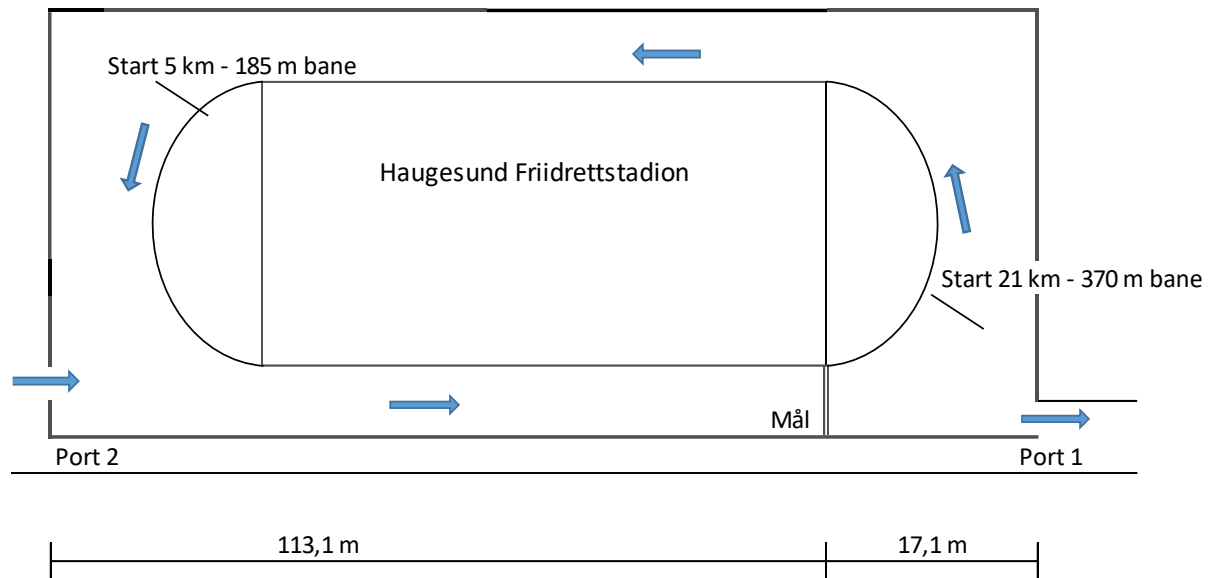 Start 5 km - 185 m bane
Haugesund Friidrettstadion
Start 21 km - 370 m bane
Mål
Port 2
Port 1
113,1 m
17,1 m